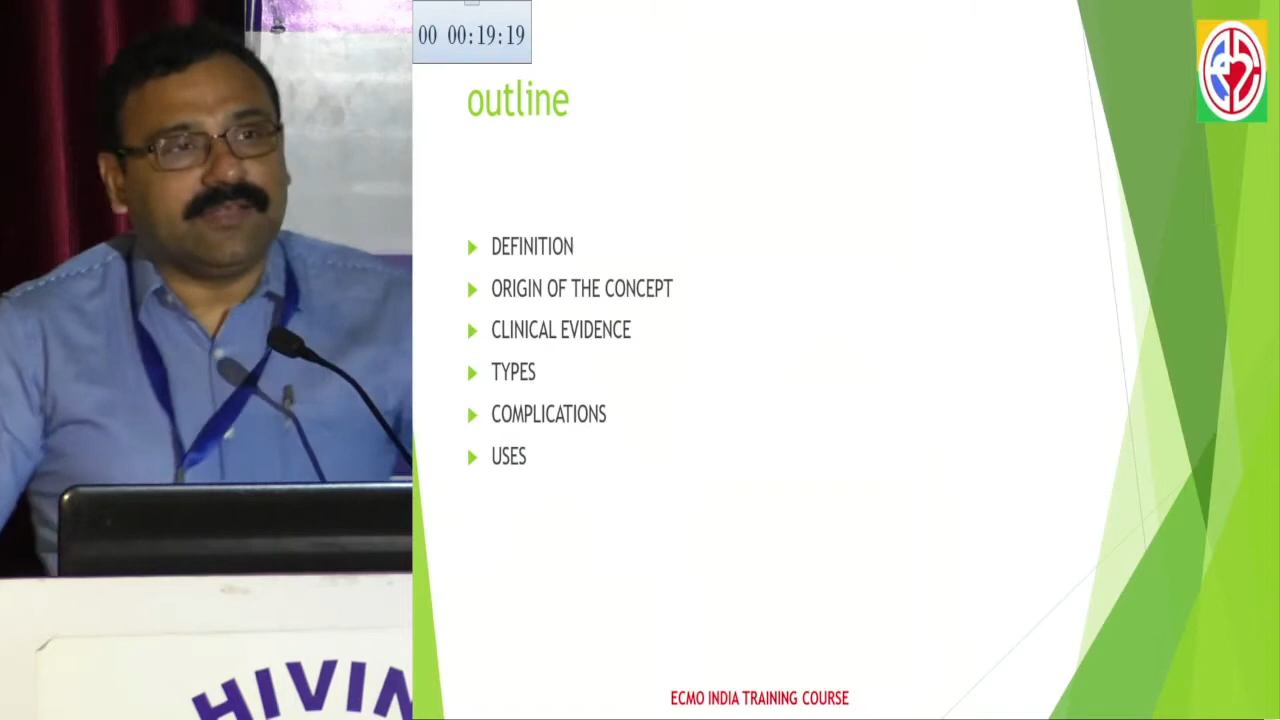 00 00:19:19
outline
DEFINITION
ORIGIN OF THE CONCEPT
CLINICAL EVIDENCE
TYPES
COMPLICATIONS
USES
ECMO INDIA TRAINING COURSE